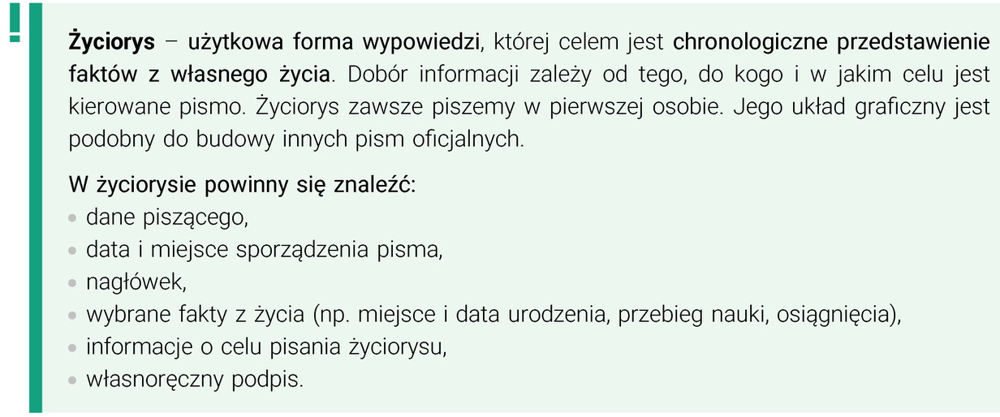 !
Życiorys – użytkowa forma wypowiedzi, której celem jest chronologiczne przedstawienie
faktów z własnego życia. Dobór informacji zależy od tego, do kogo i w jakim celu jest
kierowane pismo. Życiorys zawsze piszemy w pierwszej osobie. Jego układ graficzny jest
podobny do budowy innych pism oficjalnych.
W życiorysie powinny się znaleźć:
• dane piszącego,
• data i miejsce sporządzenia pisma,
• nagłówek,
• wybrane fakty z życia (np. miejsce i data urodzenia, przebieg nauki, osiągnięcia),
• informacje o celu pisania życiorysu,
• własnoręczny podpis.